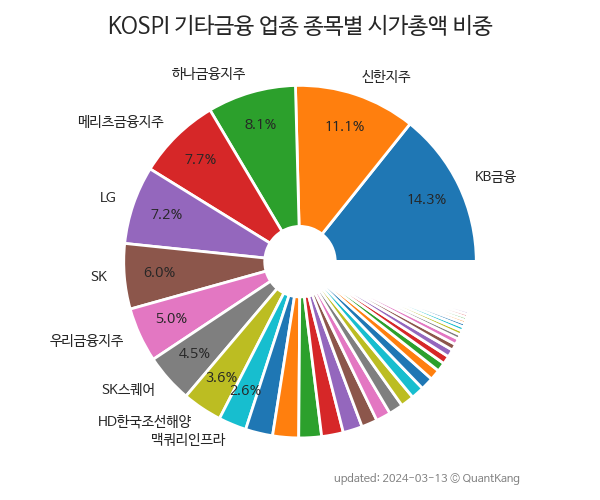 KOSPI 기타금융 업종 종목별 시가총액 비중
하나금융지주
신한지주
8.1%
11.1%
메리츠금융지주
7.7%
KB금융
14.3%
LG
7.2%
SK
6.0%
우리금융지주
5.0%
SK스퀘어
4.5%
HD한국조선해양
3.6%
맥쿼리인프라
2.6%
updated: 2024-03-13 © QuantKang